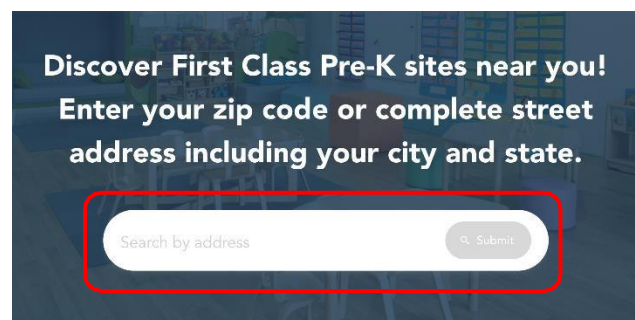 Discover First Class Pre-K sites near you!
Enter your zip code or complete street
address including your city and state.
Search by address
Submit